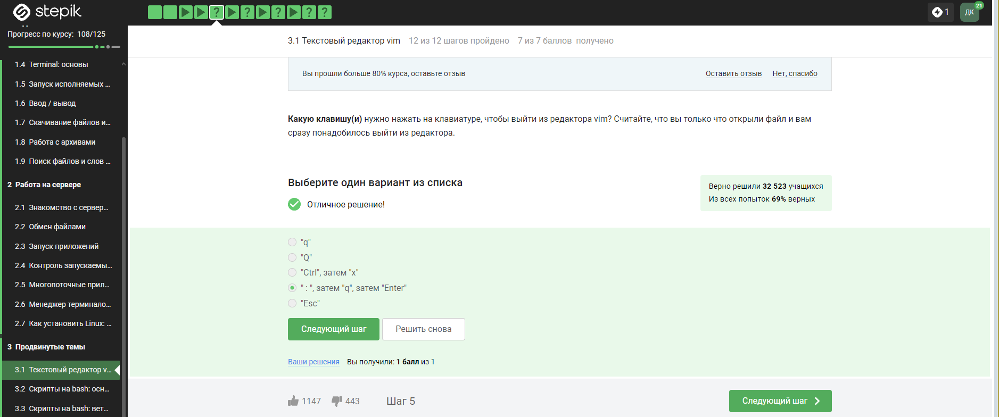 stepik
? ? ? ? ? ?
1
ДК
21
Прогресс по курсу: 108/125
1.4 Terminal: основы
1.5 Запуск исполняемых ...
1.6 Ввод / вывод
1.7 Скачивание файлов и...
1.8 Работа с архивами
1.9 Поиск файлов и слов ...
2 Работа на сервере
2.1 Знакомство с сервер...
2.2 Обмен файлами
2.3 Запуск приложений
2.4 Контроль запускаемы...
2.5 Многопоточные прил...
2.6 Менеджер терминало...
2.7 Как установить Linux: ...
3 Продвинутые темы
3.1 Текстовый редактор v...
3.2 Скрипты на bash: осн...
3.3 Скрипты на bash: вет...
3.1 Текстовый редактор vim 12 из 12 шагов пройдено 7 из 7 баллов получено
Вы прошли больше 80% курса, оставьте отзыв Оставить отзыв Нет, спасибо
Какую клавишу(и) нужно нажать на клавиатуре, чтобы выйти из редактора vim? Считайте, что вы только что открыли файл и вам
сразу понадобилось выйти из редактора.
Выберите один вариант из списка
Отличное решение!
Верно решили 32 523 учащихся
Из всех попыток 69% верных
"q"
"Q"
"Ctrl", затем "x"
" : ", затем "q", затем "Enter"
"Esc"
Следующий шаг Решить снова
Ваши решения Вы получили: 1 балл из 1
1147 443 Шаг 5 Следующий шаг